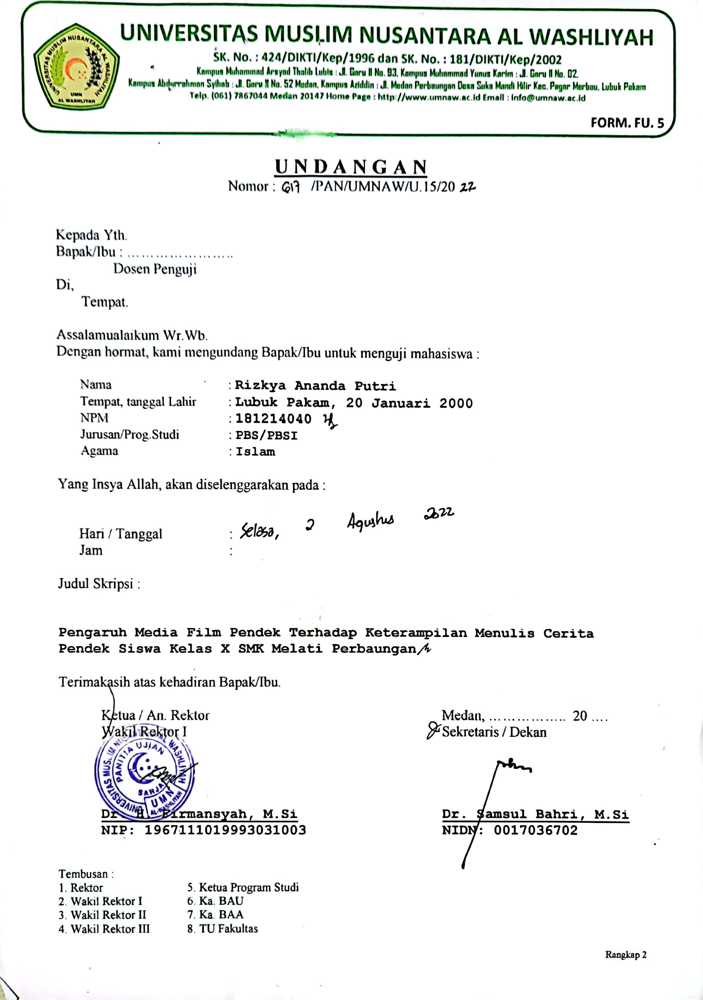 UNIVERSITAS MUSLIM NUSANTARA AL WASHLIYAH
SK. No. : 424/DIKTI/Kep/1996 dan SK. No. : 181/DIKTI/Kep/2002
Kampus Muhammad Arsyad Thalib Lubis : Jl. Garu II No. 93, Kampus Muhammad Yunus Karim : Jl. Garu II No. 02,
Kampus Abdurrahman Syihab : Jl. Garu II No. 52 Medan, Kampus Aziddin : Jl. Medan Perbaungan Desa Suka Mandi Hilir Kec. Pagar Merbau, Lubuk Pakam
Telp. (061) 7867044 Medan 20147 Home Page : http://www.umnaw.ac.id Email : info@umnaw.ac.id
UNIVERSITAS MUSLIM NUSANTARA AL WASHLIYAH
UMN
AL WASHLIYAH
FORM. FU. 5
UNDANGAN
Nomor : 617 /PAN/UMNAW/U.15/20 22
Kepada Yth.
Bapak/Ibu : ........................
Dosen Penguji
Di,
Tempat.
Assalamualaikum Wr.Wb.
Dengan hormat, kami mengundang Bapak/Ibu untuk menguji mahasiswa :
Nama : Rizkya Ananda Putri
Tempat, tanggal Lahir : Lubuk Pakam, 20 Januari 2000
NPM : 181214040
Jurusan/Prog.Studi : PBS/PBSI
Agama : Islam
Yang Insya Allah, akan diselenggarakan pada :
Hari / Tanggal : Selasa, 2 Agustus 2022
Jam :
Judul Skripsi :
Pengaruh Media Film Pendek Terhadap Keterampilan Menulis Cerita
Pendek Siswa Kelas X SMK Melati Perbaungan
Terimakasih atas kehadiran Bapak/Ibu.
Ketua / An. Rektor
Wakil Rektor I
Medan, ................. 20 ....
Sekretaris / Dekan
UNIVERSITAS MUSLIM NUSANTARA AL WASHLIYAH
PANITIA UJIAN
UMN
AL-WASHLIYAH
Dr. H. Firmansyah, M.Si
NIP: 1967111019993031003
Dr. Samsul Bahri, M.Si
NIDN: 0017036702
Tembusan :
1. Rektor
2. Wakil Rektor I
3. Wakil Rektor II
4. Wakil Rektor III
5. Ketua Program Studi
6. Ka. BAU
7. Ka. BAA
8. TU Fakultas
Rangkap 2